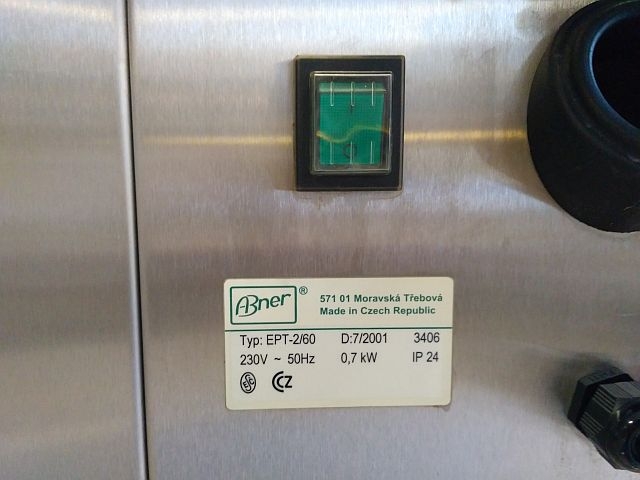 ABner ®
571 01 Moravská Třebová
Made in Czech Republic
Typ: EPT-2/60 D:7/2001 3406
230V ~ 50Hz 0,7 kW IP 24